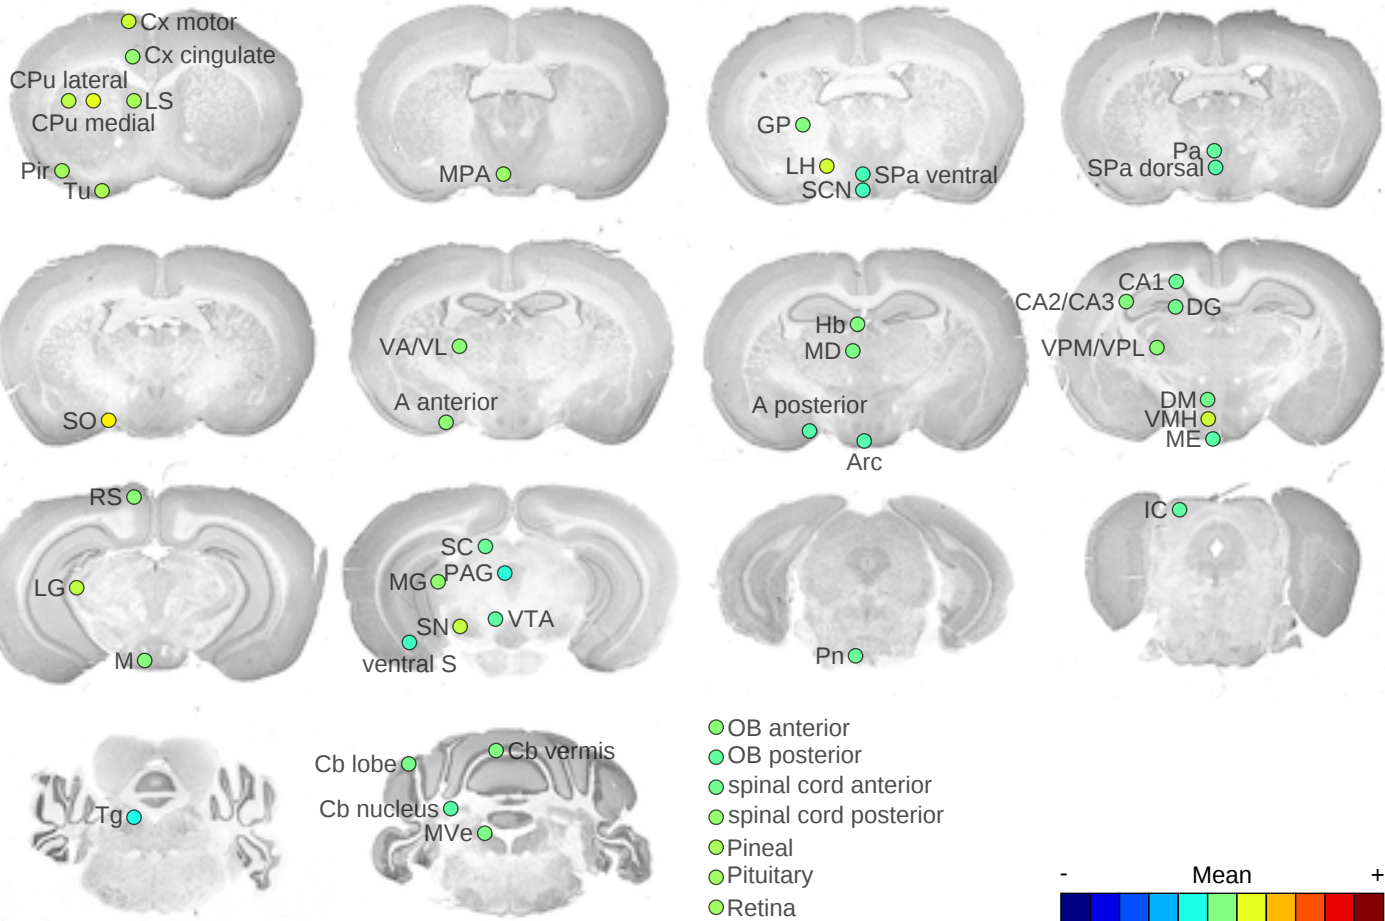 Cx motor
Cx cingulate
CPu lateral
LS
CPu medial
Pir
Tu
MPA
GP
LH
SPa ventral
SCN
Pa
SPa dorsal
SO
VA/VL
A anterior
Hb
MD
A posterior
Arc
CA1
CA2/CA3
DG
VPM/VPL
DM
VMH
ME
RS
LG
M
SC
PAG
MG
VTA
SN
ventral S
Pn
IC
Tg
Cb vermis
Cb lobe
Cb nucleus
MVe
OB anterior
OB posterior
spinal cord anterior
spinal cord posterior
Pineal
Pituitary
Retina
- Mean +